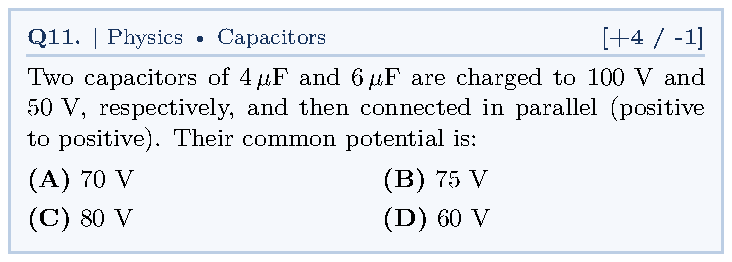 Q11. | Physics • Capacitors [+4 / -1]
Two capacitors of 4 μF and 6 μF are charged to 100 V and
50 V, respectively, and then connected in parallel (positive
to positive). Their common potential is:
(A) 70 V (B) 75 V
(C) 80 V (D) 60 V